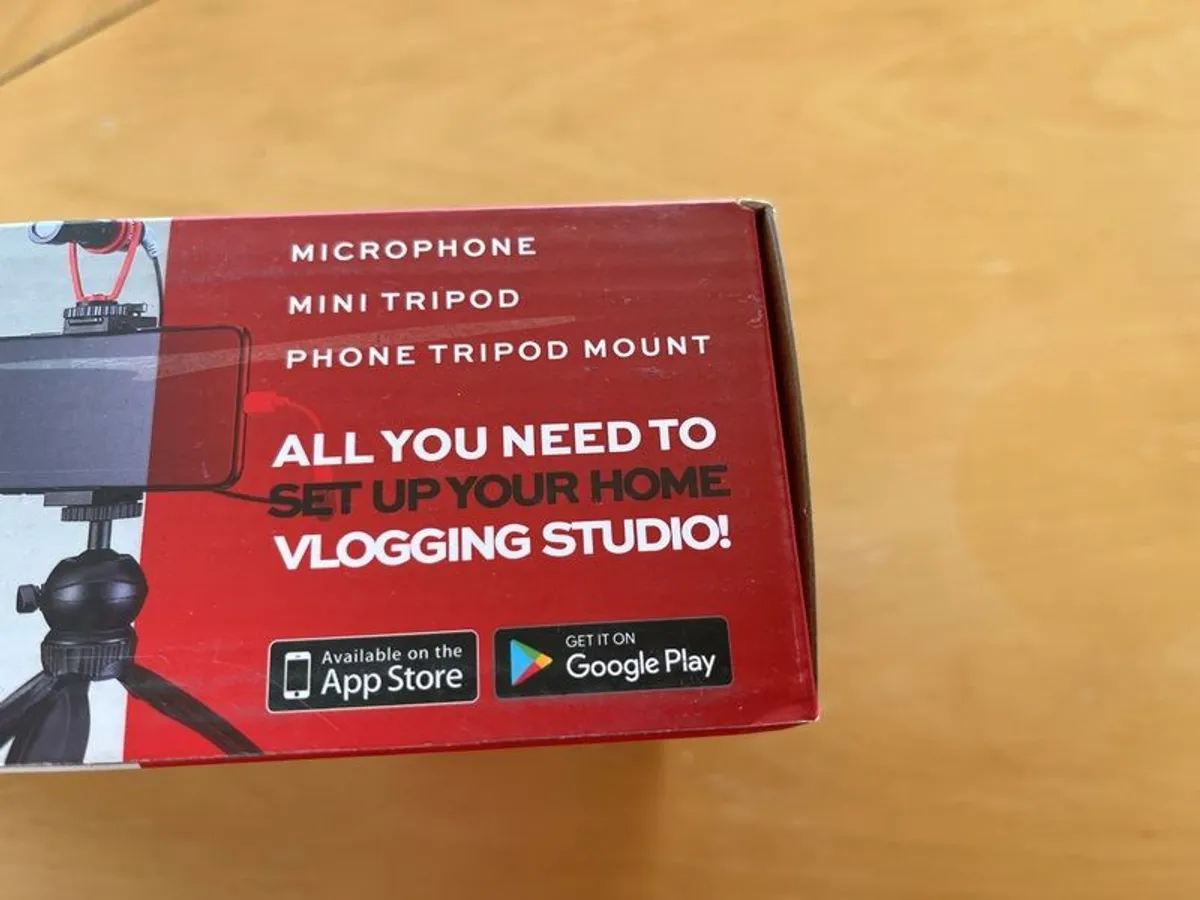 MICROPHONE
MINI TRIPOD
PHONE TRIPOD MOUNT
ALL YOU NEED TO
SET UP YOUR HOME
VLOGGING STUDIO!
Available on the
App Store
GET IT ON
Google Play